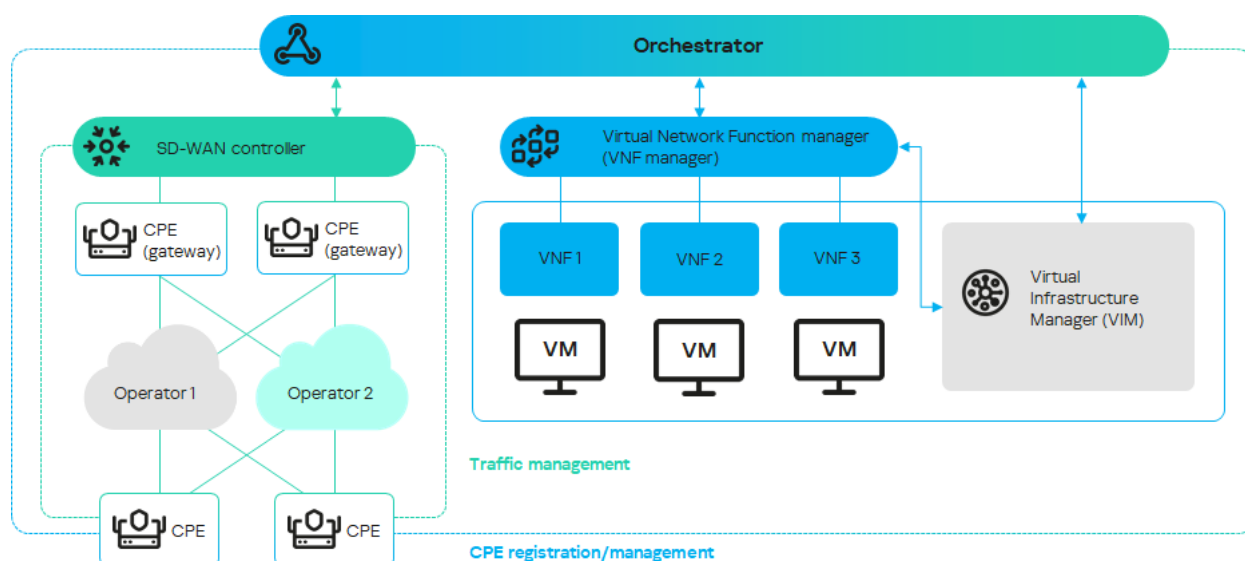 Orchestrator
SD-WAN controller
Virtual Network Function manager
(VNF manager)
CPE
(gateway)
CPE
(gateway)
VNF 1
VNF 2
VNF 3
Virtual
Infrastructure
Manager (VIM)
VM
VM
VM
Operator 1
Operator 2
Traffic management
CPE
CPE
CPE registration/management